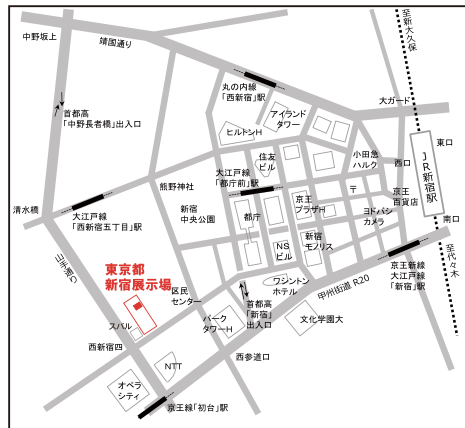 中野坂上
靖国通り
至新大久保
丸の内線
「西新宿」駅
首都高
「中野長者橋」出入口
アイランド
タワー
大ガード
ヒルトンH
東口
住友
ビル
小田急
ハルク
西口
JR新宿駅
熊野神社
大江戸線
「都庁前」駅
京王
百貨店
〒
清水橋
大江戸線
「西新宿五丁目」駅
新宿
中央公園
都庁
京王
プラザH
ヨドバシ
カメラ
南口
新宿
モノリス
NS
ビル
至代々木
山手通り
東京都
新宿展示場
京王新線
大江戸線
「新宿」駅
区民
センター
ワシントン
ホテル
甲州街道 R20
首都高
「新宿」
出入口
スバル
パーク
タワーH
文化学園大
西新宿四
西参道口
NTT
オペラ
シティ
京王線「初台」駅